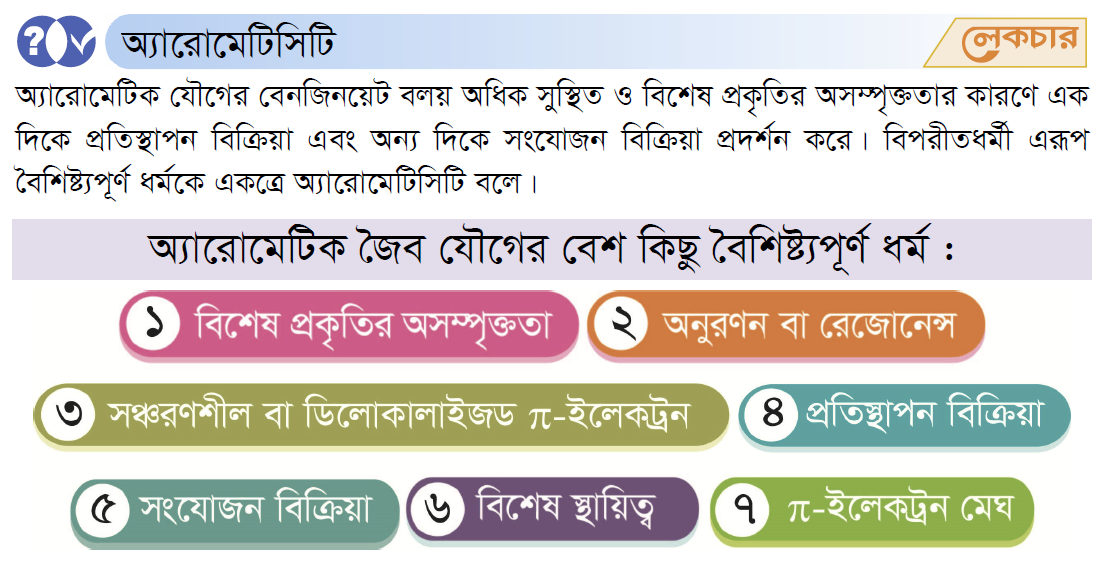 ? অ্যারোমেটিসিটি লেকচার
অ্যারোমেটিক যৌগের বেনজিনয়েট বলয় অধিক সুস্থিত ও বিশেষ প্রকৃতির অসম্পৃক্ততার কারণে এক
দিকে প্রতিস্থাপন বিক্রিয়া এবং অন্য দিকে সংযোজন বিক্রিয়া প্রদর্শন করে। বিপরীতধর্মী এরূপ
বৈশিষ্ট্যপূর্ণ ধর্মকে একত্রে অ্যারোমেটিসিটি বলে।
অ্যারোমেটিক জৈব যৌগের বেশ কিছু বৈশিষ্ট্যপূর্ণ ধর্ম :
১ বিশেষ প্রকৃতির অসম্পৃক্ততা ২ অনুরণন বা রেজোনেন্স
৩ সঞ্চরণশীল বা ডিলোকালাইজড π-ইলেকট্রন ৪ প্রতিস্থাপন বিক্রিয়া
৫ সংযোজন বিক্রিয়া ৬ বিশেষ স্থায়িত্ব ৭ π-ইলেকট্রন মেঘ